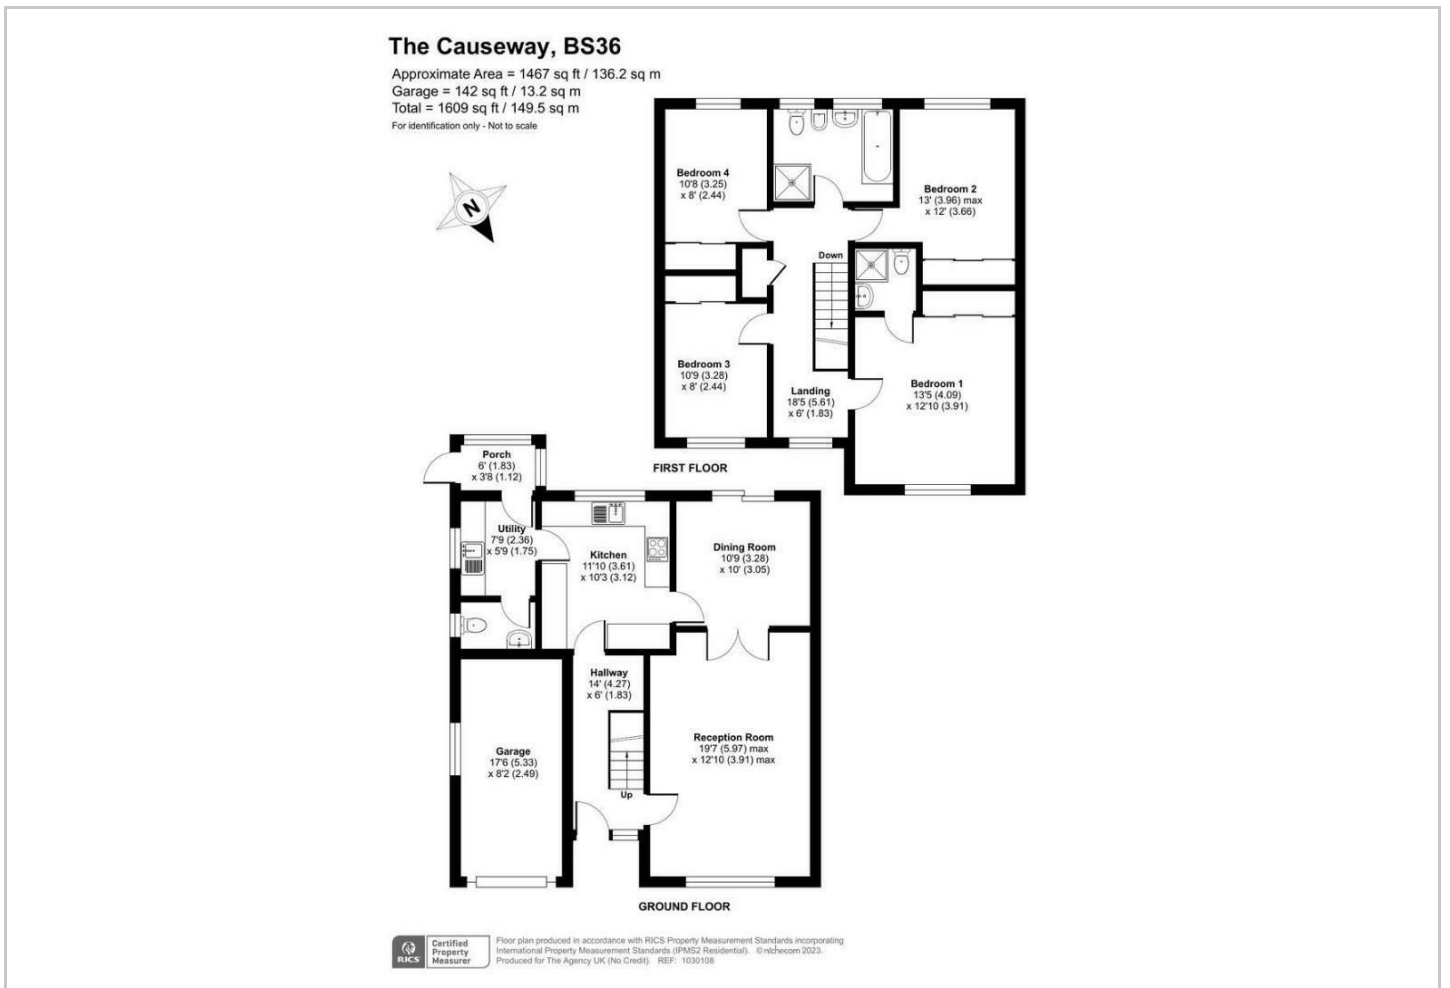 The Causeway, BS36
Approximate Area = 1467 sq ft / 136.2 sq m
Garage = 142 sq ft / 13.2 sq m
Total = 1609 sq ft / 149.5 sq m
For identification only - Not to scale
N
Bedroom 4
10'8 (3.25)
x 8' (2.44)
Bedroom 2
13' (3.96) max
x 12' (3.66)
Down
Bedroom 3
10'9 (3.28)
x 8' (2.44)
Landing
18'5 (5.61)
x 6' (1.83)
Bedroom 1
13'5 (4.09)
x 12'10 (3.91)
FIRST FLOOR
Porch
6' (1.83)
x 3'8 (1.12)
Utility
7'9 (2.36)
x 5'9 (1.75)
Kitchen
11'10 (3.61)
x 10'3 (3.12)
Dining Room
10'9 (3.28)
x 10' (3.05)
Hallway
14' (4.27)
x 6' (1.83)
Garage
17'6 (5.33)
x 8'2 (2.49)
Reception Room
19'7 (5.97) max
x 12'10 (3.91) max
Up
GROUND FLOOR
RICS
Certified
Property
Measurer
Floor plan produced in accordance with RICS Property Measurement Standards incorporating
International Property Measurement Standards (IPMS2 Residential). © nichecom 2023.
Produced for The Agency UK (No Credit). REF: 1030108